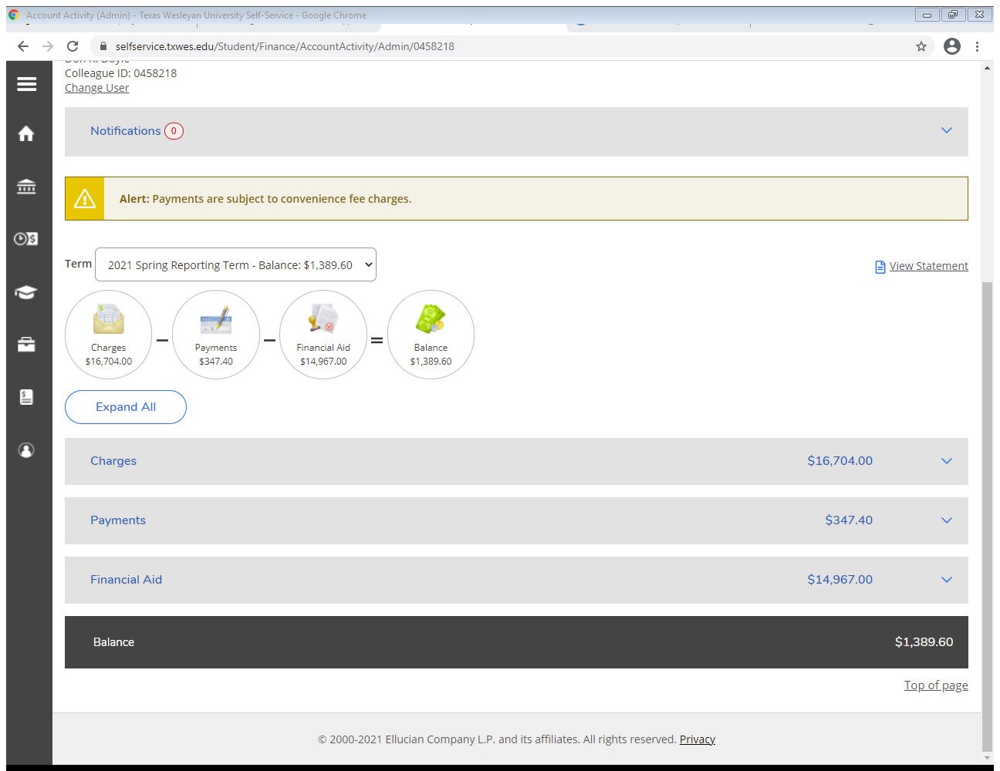 Account Activity (Admin) - Texas Wesleyan University Self-Service - Google Chrome
selfservice.txwes.edu/Student/Finance/AccountActivity/Admin/0458218
Colleague ID: 0458218
Change User
Notifications 0
Alert: Payments are subject to convenience fee charges.
Term 2021 Spring Reporting Term - Balance: $1,389.60
View Statement
Charges
$16,704.00
Payments
$347.40
Financial Aid
$14,967.00
Balance
$1,389.60
Expand All
Charges $16,704.00
Payments $347.40
Financial Aid $14,967.00
Balance $1,389.60
Top of page
© 2000-2021 Ellucian Company L.P. and its affiliates. All rights reserved. Privacy